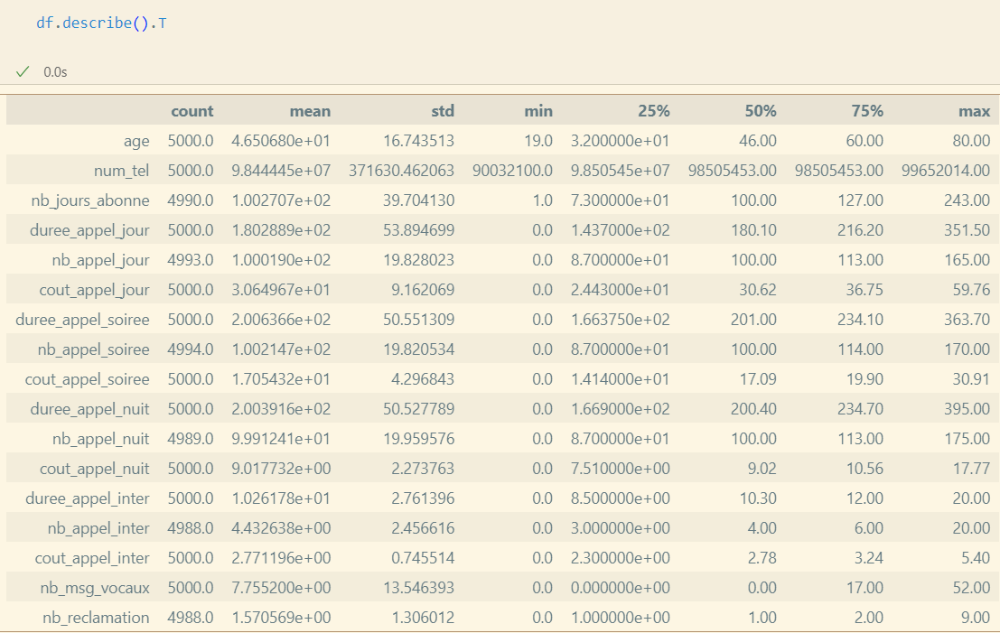 df.describe().T
0.0s
count mean std min 25% 50% 75% max
age 5000.0 4.650680e+01 16.743513 19.0 3.200000e+01 46.00 60.00 80.00
num_tel 5000.0 9.844445e+07 371630.462063 90032100.0 9.850545e+07 98505453.00 98505453.00 99652014.00
nb_jours_abonne 4990.0 1.002707e+02 39.704130 1.0 7.300000e+01 100.00 127.00 243.00
duree_appel_jour 5000.0 1.802889e+02 53.894699 0.0 1.437000e+02 180.10 216.20 351.50
nb_appel_jour 4993.0 1.000190e+02 19.828023 0.0 8.700000e+01 100.00 113.00 165.00
cout_appel_jour 5000.0 3.064967e+01 9.162069 0.0 2.443000e+01 30.62 36.75 59.76
duree_appel_soiree 5000.0 2.006366e+02 50.551309 0.0 1.663750e+02 201.00 234.10 363.70
nb_appel_soiree 4994.0 1.002147e+02 19.820534 0.0 8.700000e+01 100.00 114.00 170.00
cout_appel_soiree 5000.0 1.705432e+01 4.296843 0.0 1.414000e+01 17.09 19.90 30.91
duree_appel_nuit 5000.0 2.003916e+02 50.527789 0.0 1.669000e+02 200.40 234.70 395.00
nb_appel_nuit 4989.0 9.991241e+01 19.959576 0.0 8.700000e+01 100.00 113.00 175.00
cout_appel_nuit 5000.0 9.017732e+00 2.273763 0.0 7.510000e+00 9.02 10.56 17.77
duree_appel_inter 5000.0 1.026178e+01 2.761396 0.0 8.500000e+00 10.30 12.00 20.00
nb_appel_inter 4988.0 4.432638e+00 2.456616 0.0 3.000000e+00 4.00 6.00 20.00
cout_appel_inter 5000.0 2.771196e+00 0.745514 0.0 2.300000e+00 2.78 3.24 5.40
nb_msg_vocaux 5000.0 7.755200e+00 13.546393 0.0 0.000000e+00 0.00 17.00 52.00
nb_reclamation 4988.0 1.570569e+00 1.306012 0.0 1.000000e+00 1.00 2.00 9.00